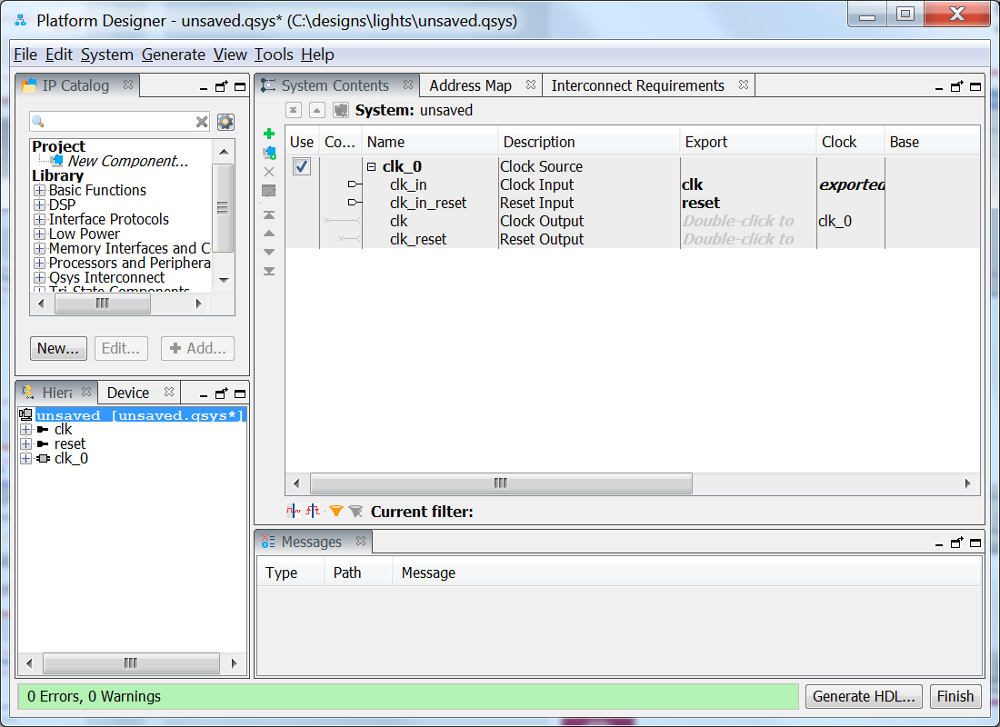 Platform Designer - unsaved.qsys* (C:\designs\lights\unsaved.qsys)
File Edit System Generate View Tools Help
IP Catalog
Project
New Component...
Library
Basic Functions
DSP
Interface Protocols
Low Power
Memory Interfaces and C
Processors and Periphera
Qsys Interconnect
Tri-State Components
New... Edit... Add...
Hiera Device
unsaved [unsaved.qsys*]
clk
reset
clk_0
System Contents Address Map Interconnect Requirements
System: unsaved
Use Co... Name Description Export Clock Base
clk_0 Clock Source
clk_in Clock Input clk exported
clk_in_reset Reset Input reset
clk Clock Output Double-click to clk_0
clk_reset Reset Output Double-click to
Current filter:
Messages
Type Path Message
0 Errors, 0 Warnings
Generate HDL... Finish